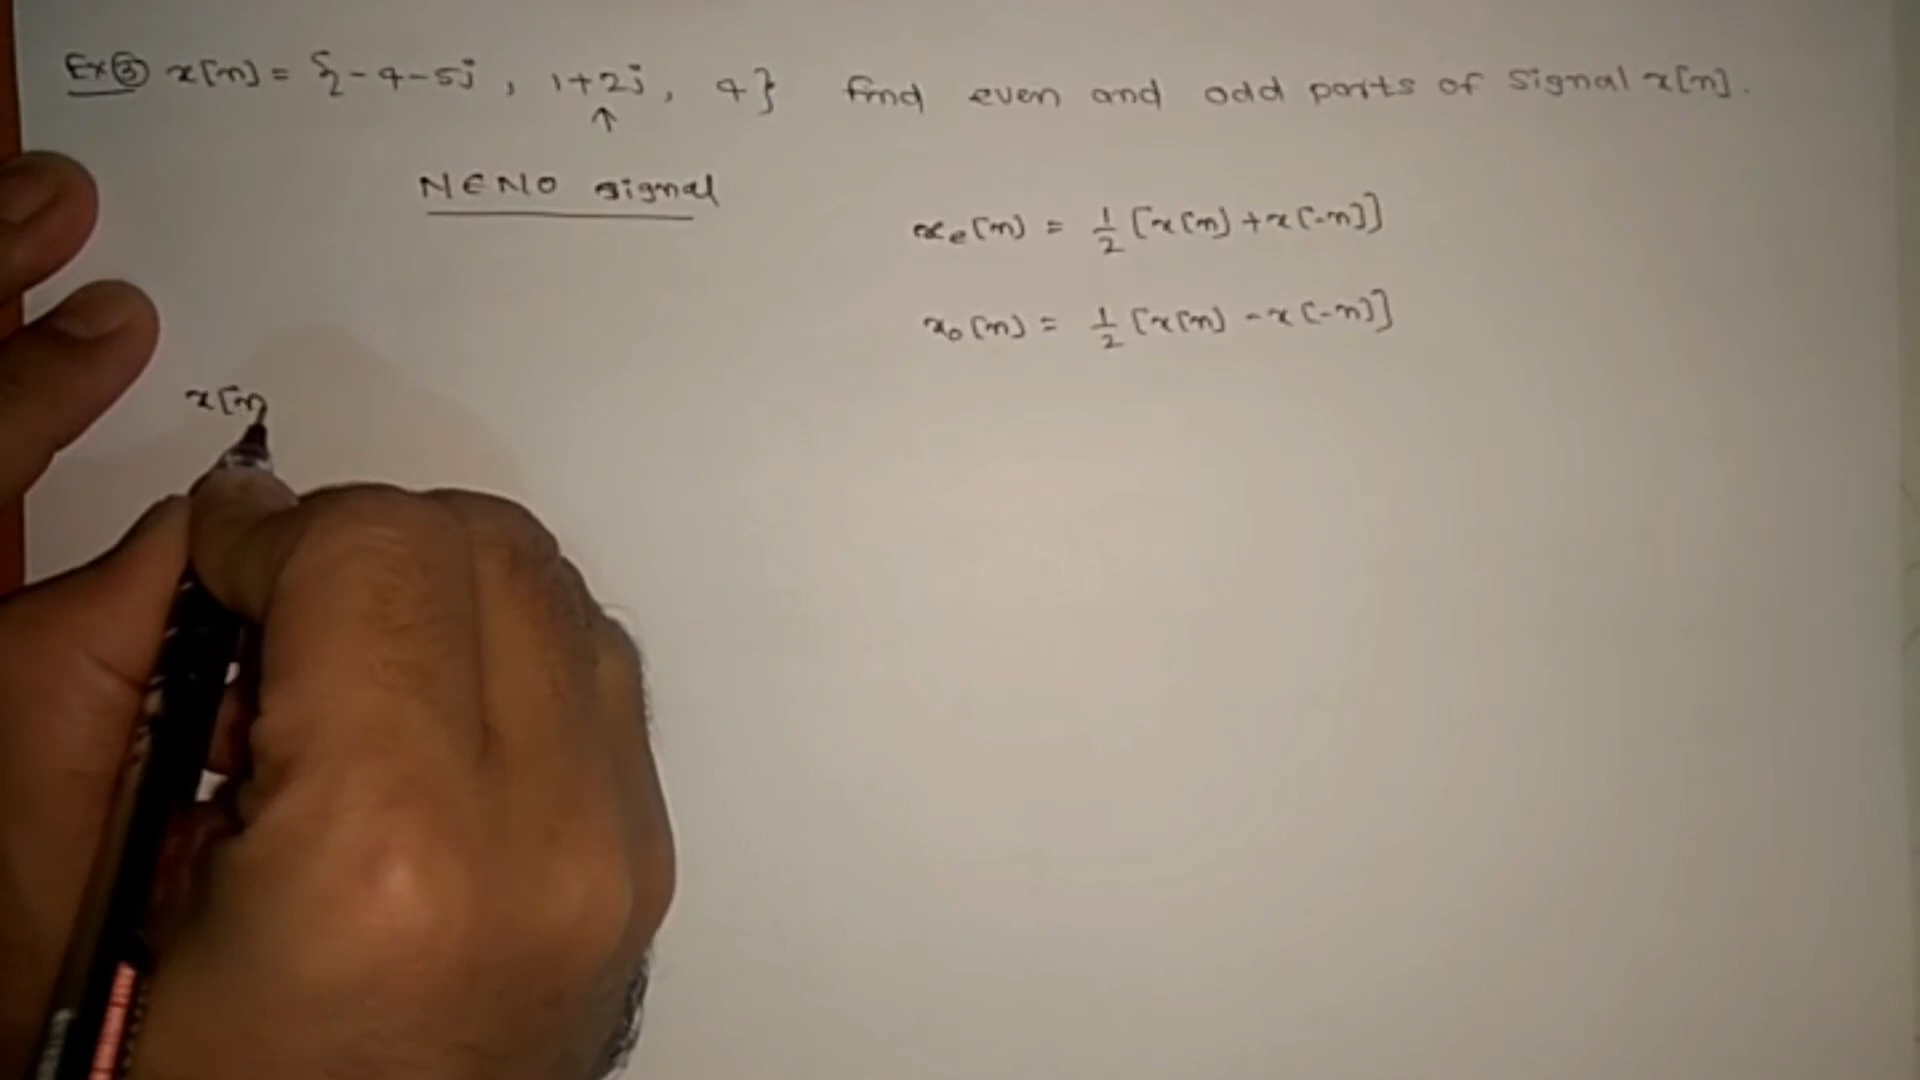 Ex③ x[n] = {-4-5j, 1+2j, 4} find even and odd parts of signal x[n].
↑
NENO signal
xe[n] = 1/2 [x[n] + x[-n]]
xo[n] = 1/2 [x[n] - x[-n]]
x[n